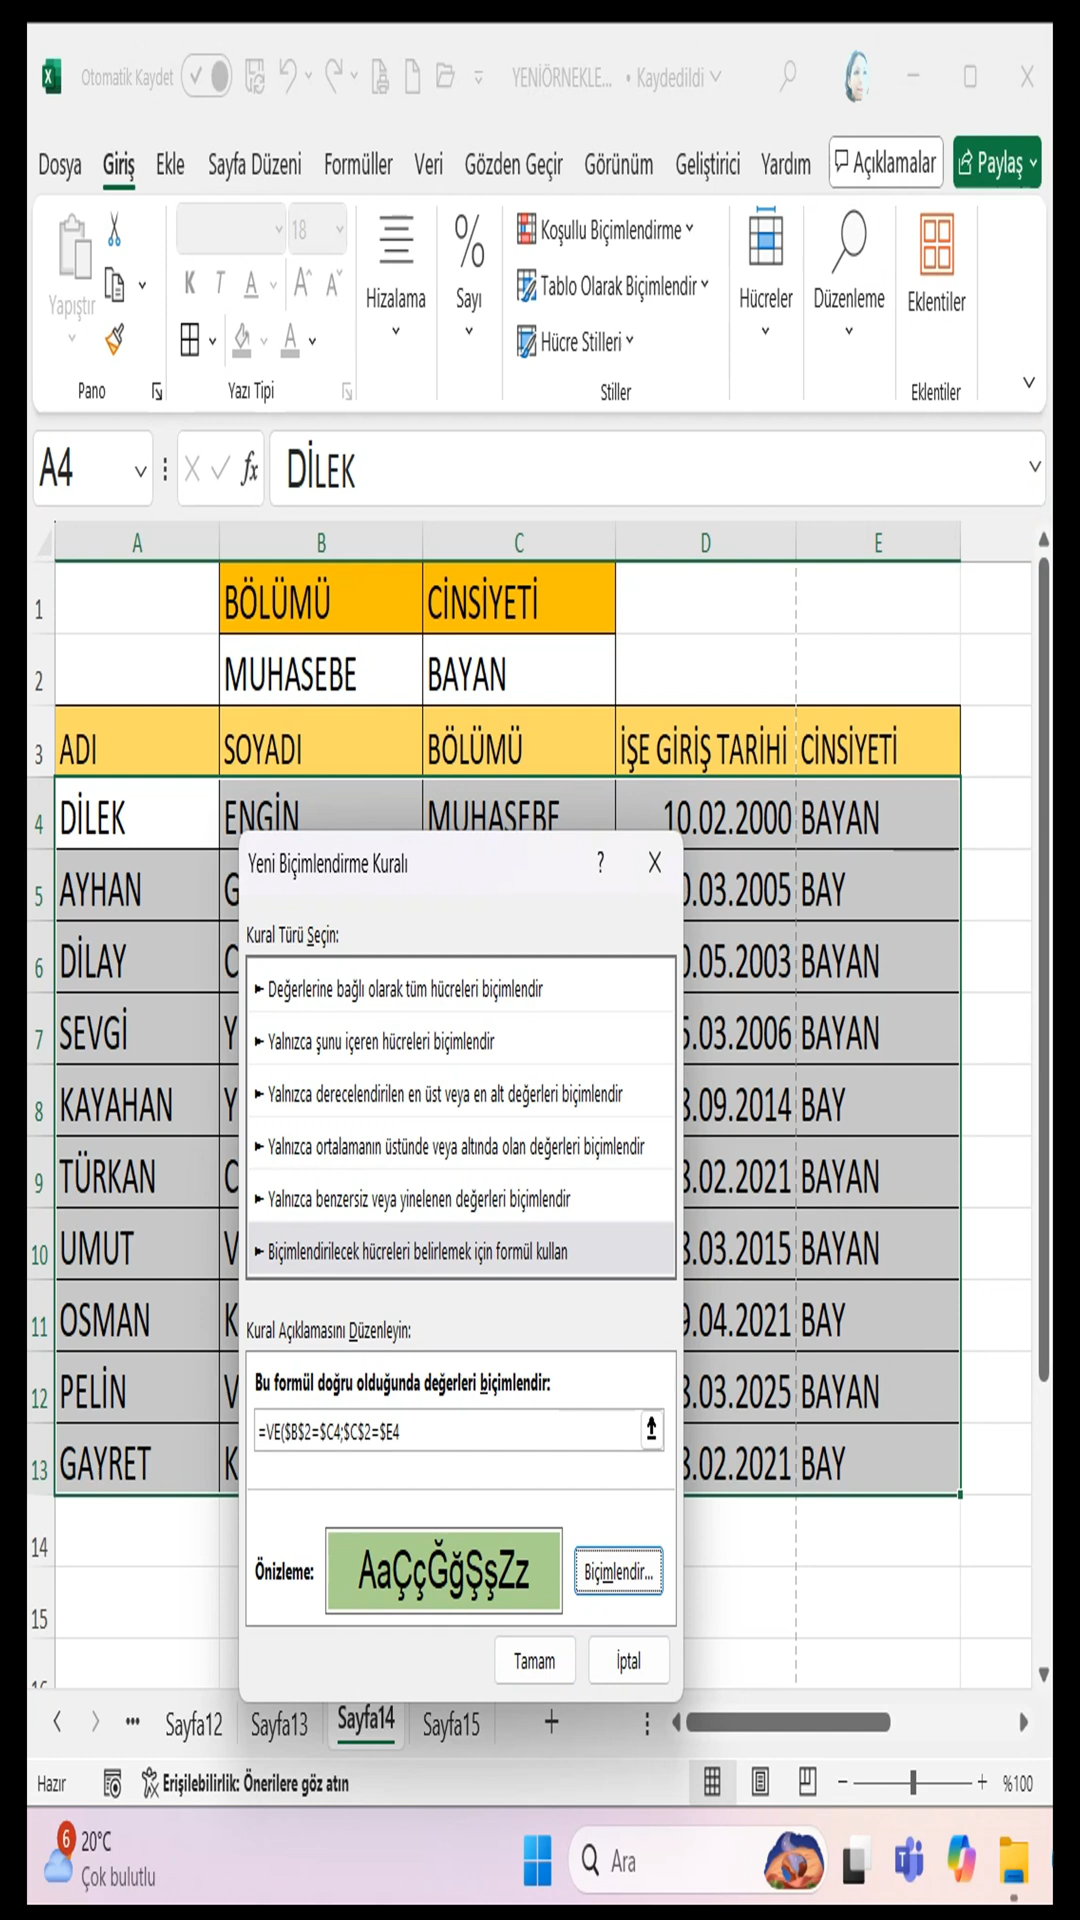 Otomatik Kaydet YENİÖRNEKLE... • Kaydedildi
Dosya Giriş Ekle Sayfa Düzeni Formüller Veri Gözden Geçir Görünüm Geliştirici Yardım Açıklamalar Paylaş
Yapıştır
18
K T A A A
A
Hizalama
%
Sayı
Koşullu Biçimlendirme
Tablo Olarak Biçimlendir
Hücre Stilleri
Hücreler
Düzenleme
Eklentiler
Pano Yazı Tipi Stiller Eklentiler
A4 fx DİLEK
A B C D E
1 BÖLÜMÜ CİNSİYETİ
2 MUHASEBE BAYAN
3 ADI SOYADI BÖLÜMÜ İŞE GİRİŞ TARİHİ CİNSİYETİ
4 DİLEK ENGİN MUHASEBE 10.02.2000 BAYAN
5 AYHAN G 0.03.2005 BAY
6 DİLAY 0.05.2003 BAYAN
7 SEVGİ Y 5.03.2006 BAYAN
8 KAYAHAN Y 8.09.2014 BAY
9 TÜRKAN 8.02.2021 BAYAN
10 UMUT V 8.03.2015 BAYAN
11 OSMAN K 9.04.2021 BAY
12 PELİN V 8.03.2025 BAYAN
13 GAYRET K 8.02.2021 BAY
14
15
Yeni Biçimlendirme Kuralı ? X
Kural Türü Seçin:
► Değerlerine bağlı olarak tüm hücreleri biçimlendir
► Yalnızca şunu içeren hücreleri biçimlendir
► Yalnızca derecelendirilen en üst veya en alt değerleri biçimlendir
► Yalnızca ortalamanın üstünde veya altında olan değerleri biçimlendir
► Yalnızca benzersiz veya yinelenen değerleri biçimlendir
► Biçimlendirilecek hücreleri belirlemek için formül kullan
Kural Açıklamasını Düzenleyin:
Bu formül doğru olduğunda değerleri biçimlendir:
=VE($B$2=$C4;$C$2=$E4
Önizleme: AaÇçĞğŞşZz Biçimlendir...
Tamam İptal
... Sayfa12 Sayfa13 Sayfa14 Sayfa15 +
Hazır Erişilebilirlik: Önerilere göz atın %100
6 20°C
Çok bulutlu
Ara